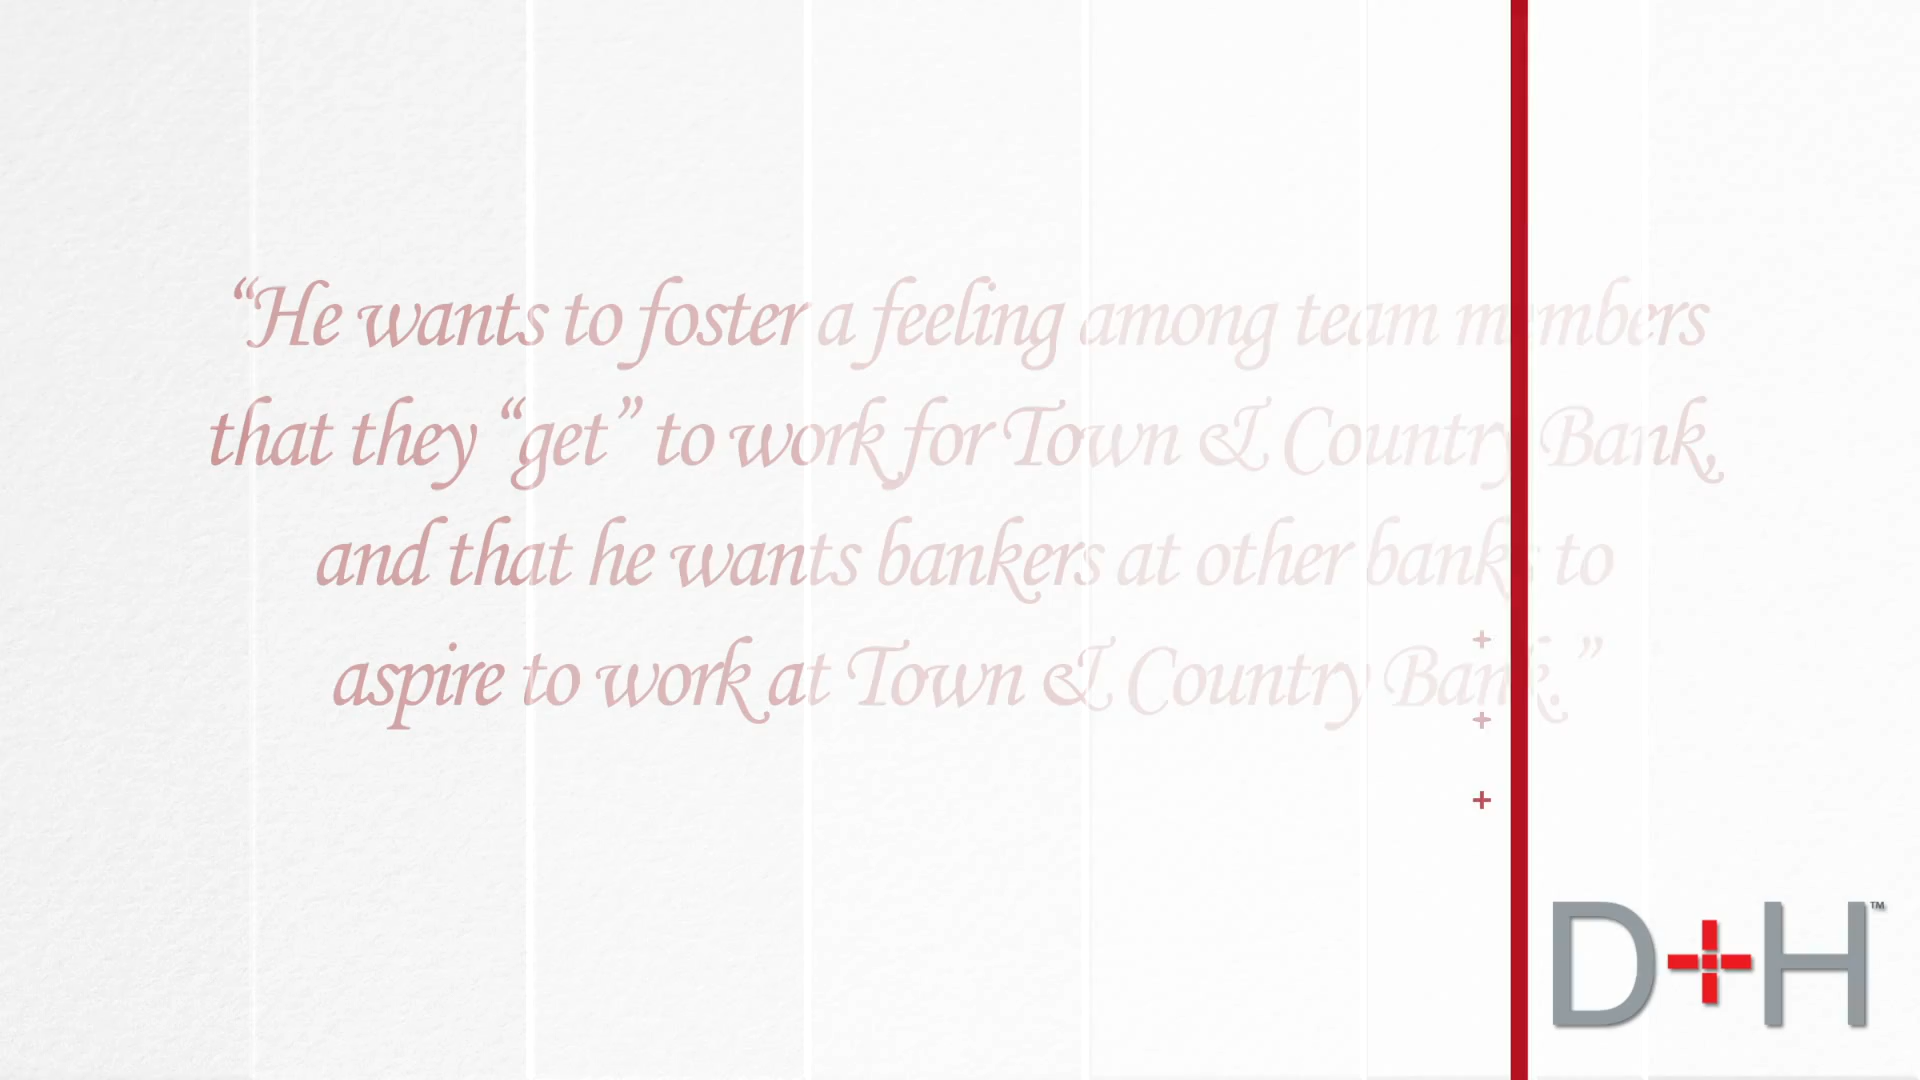 “He wants to foster a feeling among team members
that they “get” to work for Town & Country Bank,
and that he wants bankers at other banks to
aspire to work at Town & Country Bank.”
D+H™